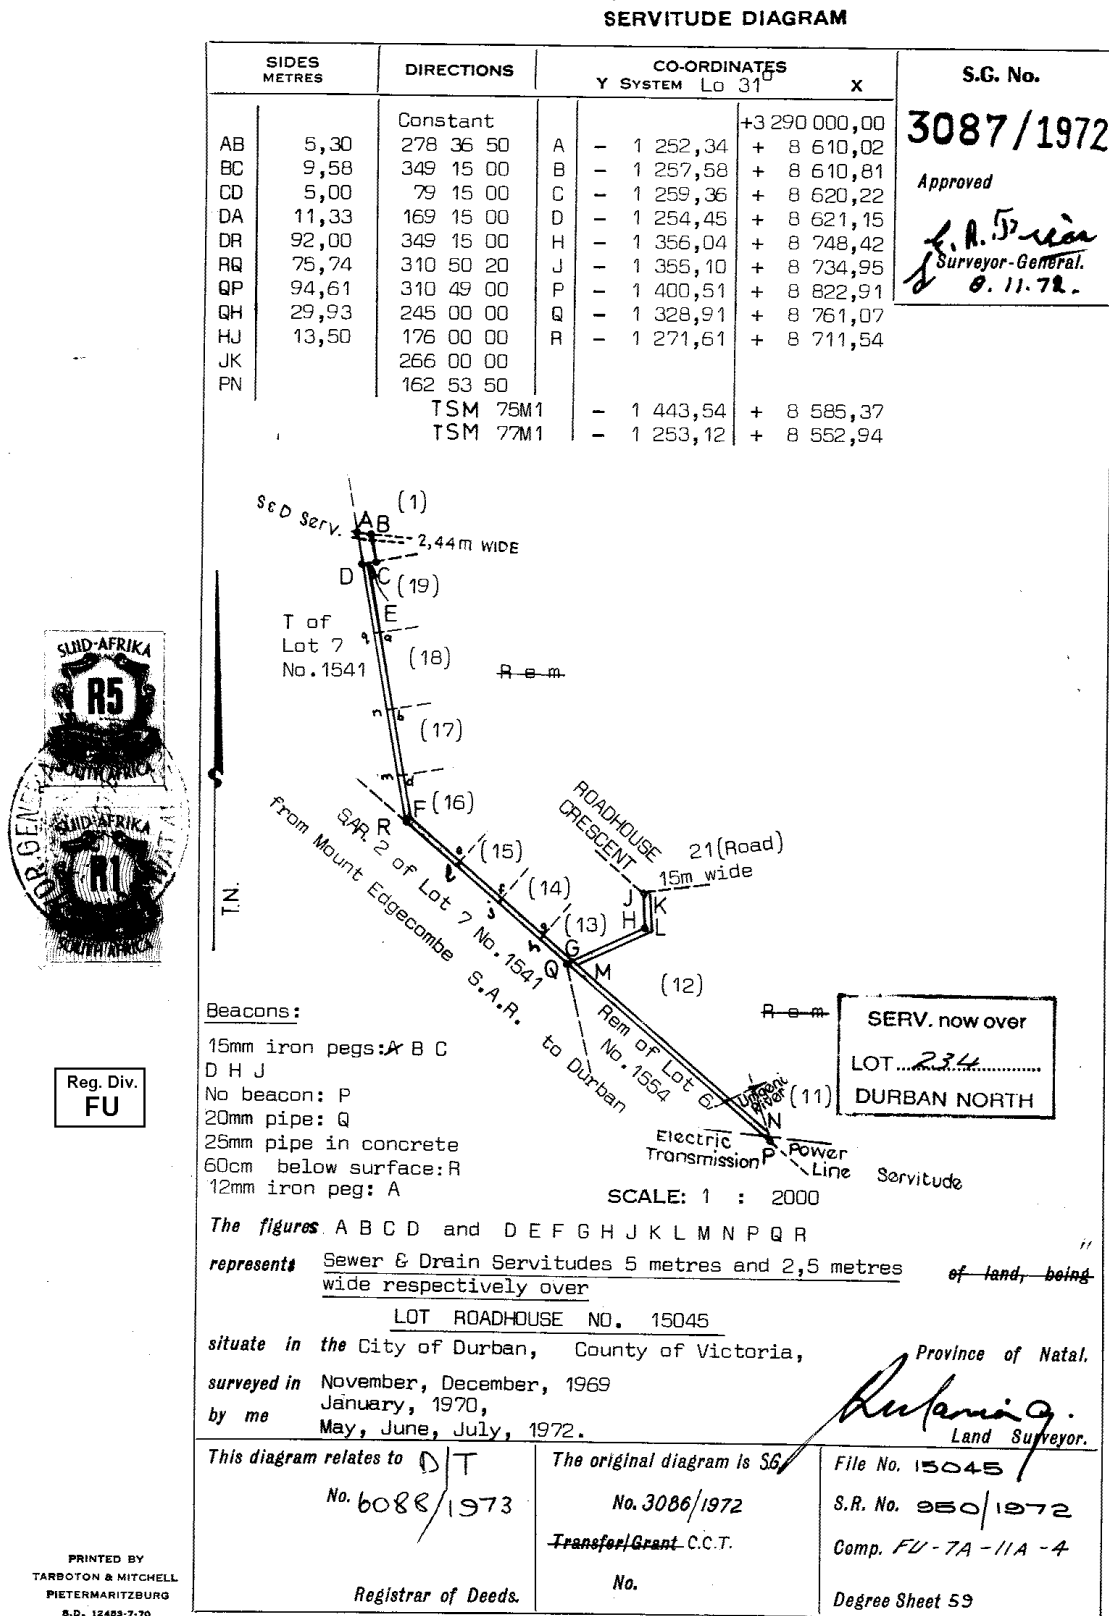 SERVITUDE DIAGRAM
SIDES METRES DIRECTIONS CO-ORDINATES Y SYSTEM Lo 31° X
Constant +3 290 000,00
AB 5,30 278 36 50 A - 1 252,34 + 8 610,02
BC 9,58 349 15 00 B - 1 257,58 + 8 610,81
CD 5,00 79 15 00 C - 1 259,36 + 8 620,22
DA 11,33 169 15 00 D - 1 254,45 + 8 621,15
DR 92,00 349 15 00 H - 1 356,04 + 8 748,42
RQ 75,74 310 50 20 J - 1 355,10 + 8 734,95
QP 94,61 310 49 00 P - 1 400,51 + 8 822,91
QH 29,93 245 00 00 Q - 1 328,91 + 8 761,07
HJ 13,50 176 00 00 R - 1 271,61 + 8 711,54
JK 266 00 00
PN 162 53 50
TSM 75M1 - 1 443,54 + 8 585,37
TSM 77M1 - 1 253,12 + 8 552,94
S.G. No.
3087/1972
Approved
Surveyor-General.
8.11.72.
S&D Serv.
A B (1)
2,44m WIDE
D C (19)
E
T of
Lot 7
No.1541
q a (18)
Rem
n b (17)
m d
F (16)
R
SAR. 2 of Lot 7 No. 1541
from Mount Edgecombe S.A.R. to Durban
(15)
(14)
(13)
ROADHOUSE
CRESCENT
21(Road)
15m wide
J K
H L
G
Q M
(12)
Rem
Rem of Lot 6
No. 1554
Umgeni
River
(11)
N
P
Electric
Transmission
Power
Line Servitude
T.N.
SUID-AFRIKA
R5
SOUTH AFRICA
SUID-AFRIKA
R1
SOUTH AFRICA
Reg. Div.
FU
SERV. now over
LOT 234
DURBAN NORTH
Beacons:
15mm iron pegs: A B C
D H J
No beacon: P
20mm pipe: Q
25mm pipe in concrete
60cm below surface: R
12mm iron peg: A
SCALE: 1 : 2000
The figures A B C D and D E F G H J K L M N P Q R
represents Sewer & Drain Servitudes 5 metres and 2,5 metres of land, being
wide respectively over
LOT ROADHOUSE NO. 15045
situate in the City of Durban, County of Victoria, Province of Natal.
surveyed in November, December, 1969
January, 1970,
by me May, June, July, 1972.
Land Surveyor.
This diagram relates to D/T
No. 6088/1973
Registrar of Deeds.
The original diagram is S.G.
No. 3086/1972
Transfer/Grant C.C.T.
No.
File No. 15045
S.R. No. 950/1972
Comp. FU-7A-11A-4
Degree Sheet 59
PRINTED BY
TARBOTON & MITCHELL
PIETERMARITZBURG
S.D. 12483-7-70